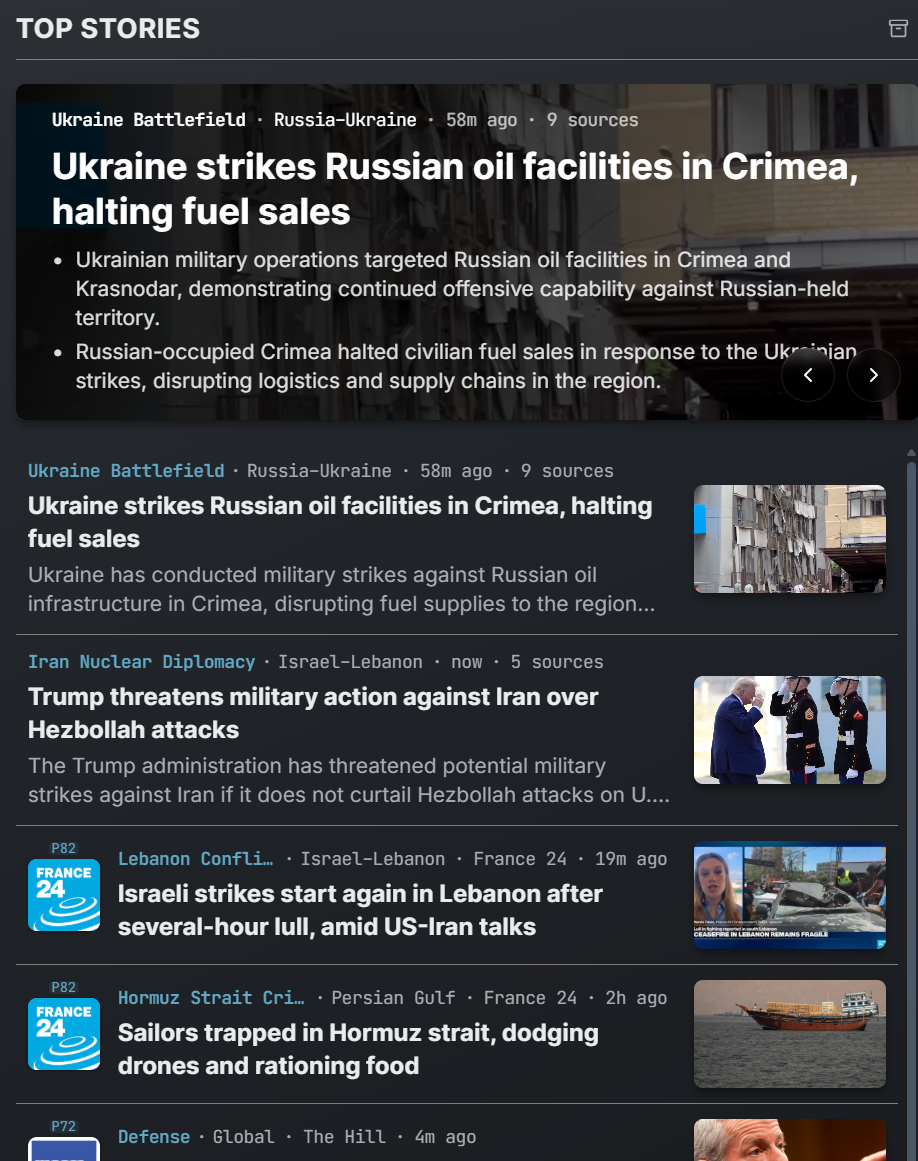 TOP STORIES
Ukraine Battlefield · Russia-Ukraine · 58m ago · 9 sources
Ukraine strikes Russian oil facilities in Crimea,
halting fuel sales
• Ukrainian military operations targeted Russian oil facilities in Crimea and
Krasnodar, demonstrating continued offensive capability against Russian-held
territory.
• Russian-occupied Crimea halted civilian fuel sales in response to the Ukrainian
strikes, disrupting logistics and supply chains in the region.
Ukraine Battlefield · Russia-Ukraine · 58m ago · 9 sources
Ukraine strikes Russian oil facilities in Crimea, halting
fuel sales
Ukraine has conducted military strikes against Russian oil
infrastructure in Crimea, disrupting fuel supplies to the region...
Iran Nuclear Diplomacy · Israel-Lebanon · now · 5 sources
Trump threatens military action against Iran over
Hezbollah attacks
The Trump administration has threatened potential military
strikes against Iran if it does not curtail Hezbollah attacks on U....
P82
FRANCE
24
Lebanon Confli… · Israel-Lebanon · France 24 · 19m ago
Israeli strikes start again in Lebanon after
several-hour lull, amid US-Iran talks
Lull in fighting reported in south Lebanon
CEASEFIRE IN LEBANON REMAINS FRAGILE
P82
FRANCE
24
Hormuz Strait Cri… · Persian Gulf · France 24 · 2h ago
Sailors trapped in Hormuz strait, dodging
drones and rationing food
P72
Defense · Global · The Hill · 4m ago